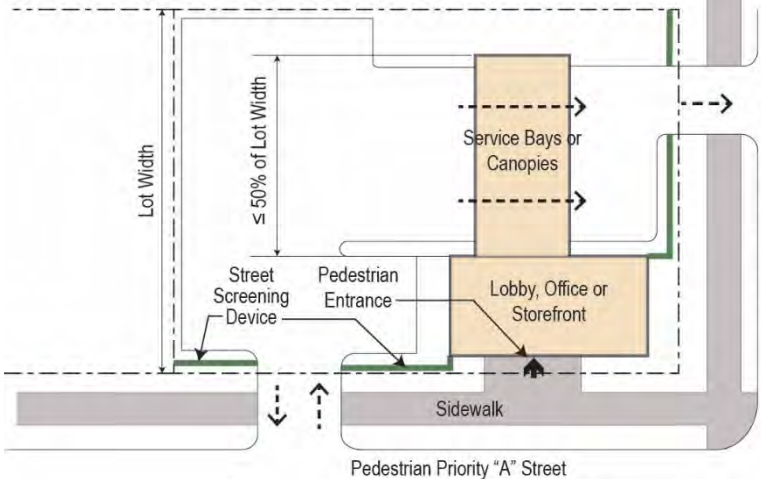 Lot Width
≤ 50% of Lot Width
Service Bays or
Canopies
Street
Screening
Device
Pedestrian
Entrance
Lobby, Office or
Storefront
Sidewalk
Pedestrian Priority “A” Street